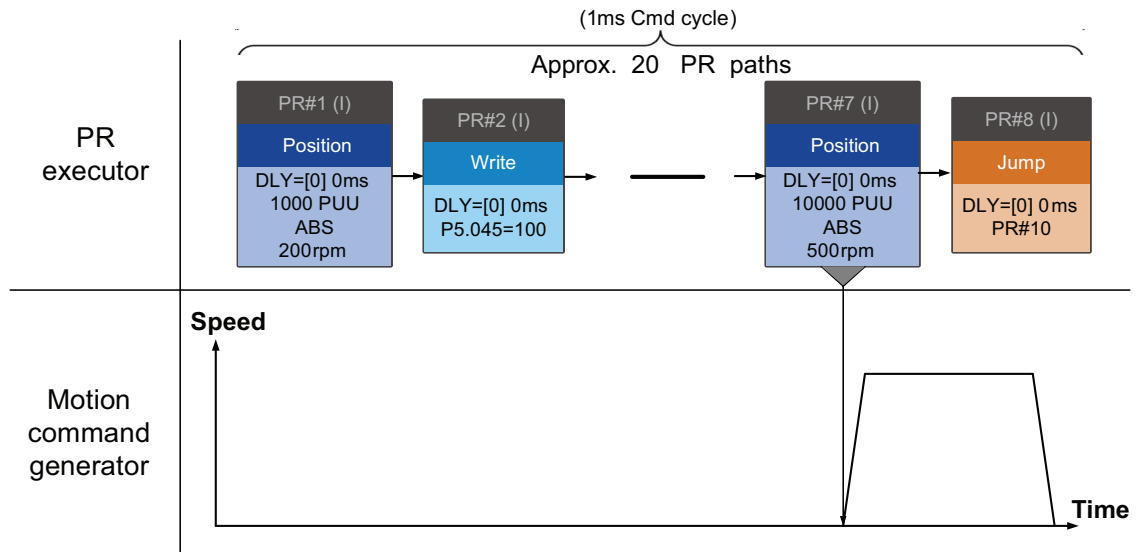 (1ms Cmd cycle)
Approx. 20 PR paths
PR
executor
PR#1 (I)
Position
DLY=[0] 0ms
1000 PUU
ABS
200rpm
PR#2 (I)
Write
DLY=[0] 0ms
P5.045=100
PR#7 (I)
Position
DLY=[0] 0ms
10000 PUU
ABS
500rpm
PR#8 (I)
Jump
DLY=[0] 0ms
PR#10
Motion
command
generator
Speed
Time